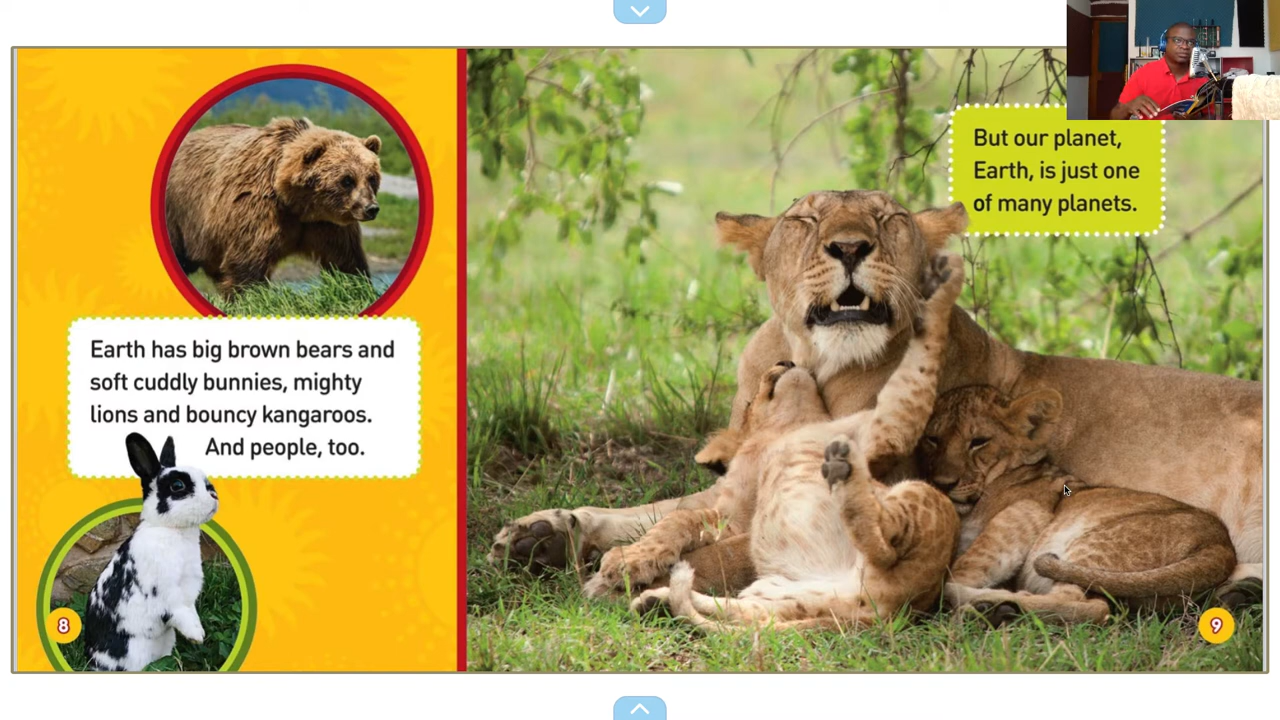 Earth has big brown bears and
soft cuddly bunnies, mighty
lions and bouncy kangaroos.
And people, too.
8
But our planet,
Earth, is just one
of many planets.
9